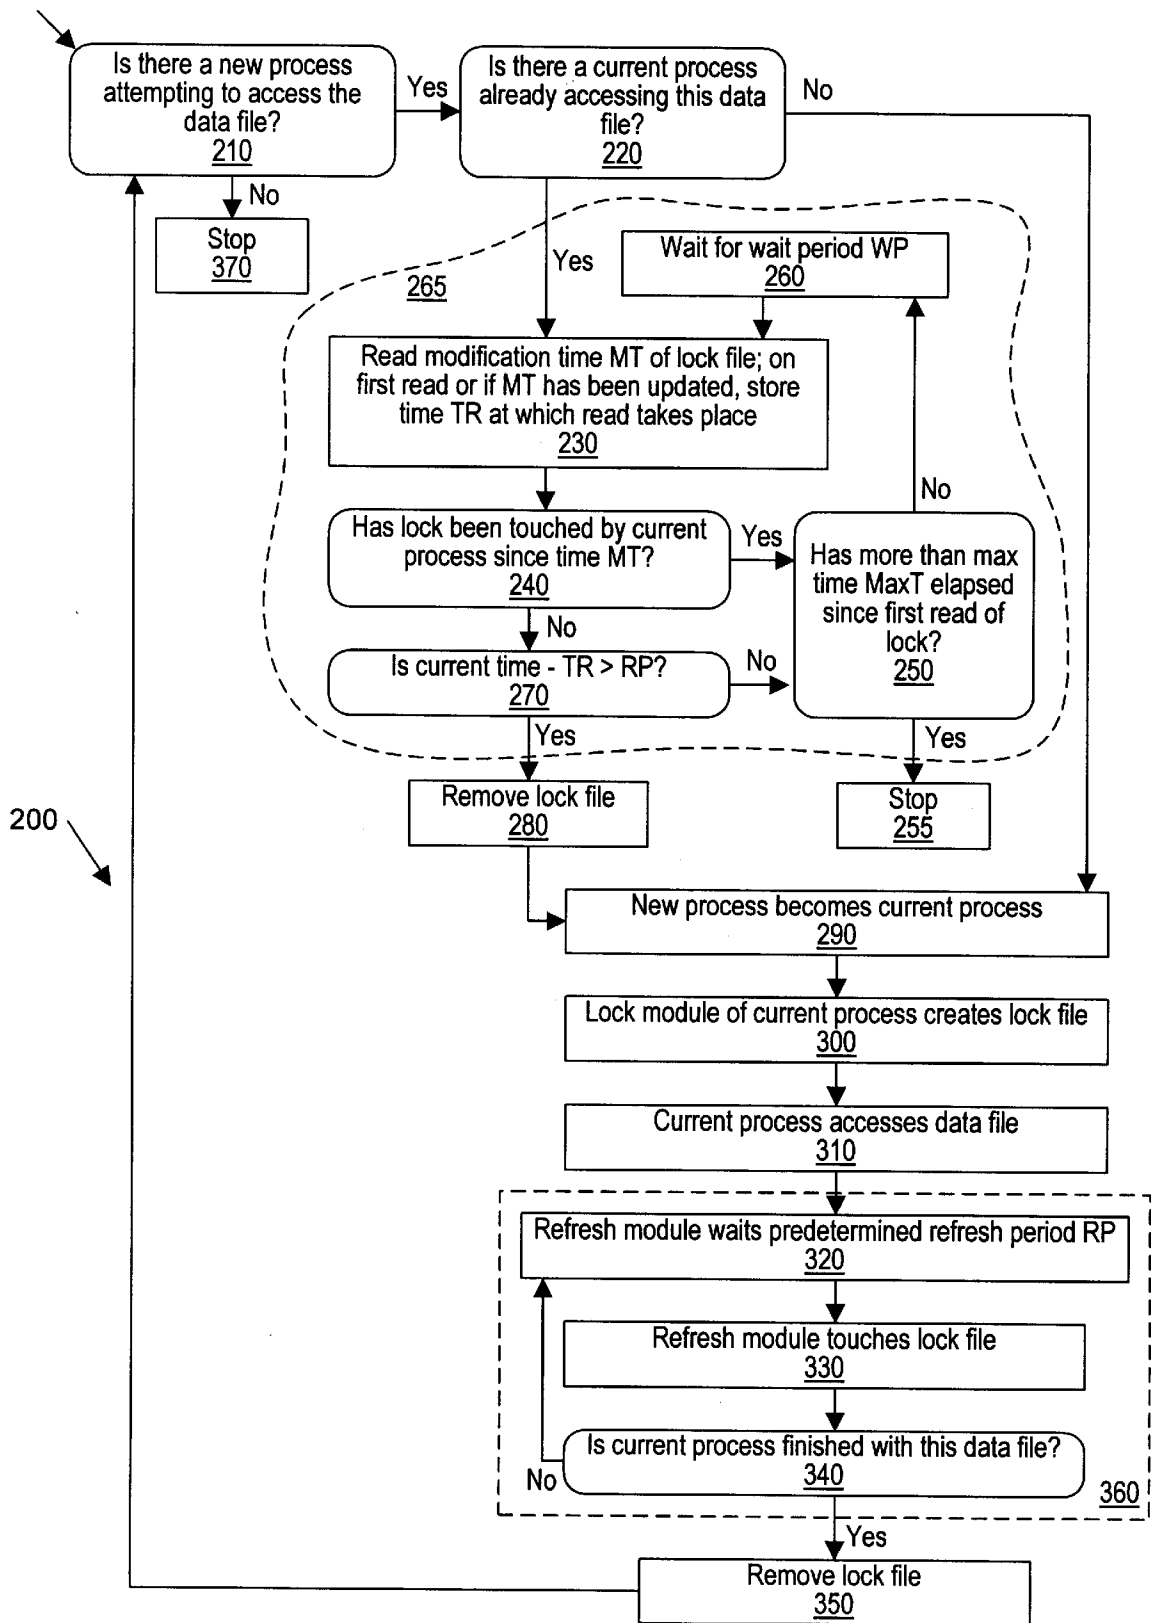 Is there a new process
attempting to access the
data file?
210
Yes
Is there a current process
already accessing this data
file?
220
No
No
Stop
370
Yes
265
Wait for wait period WP
260
Read modification time MT of lock file; on
first read or if MT has been updated, store
time TR at which read takes place
230
No
Has lock been touched by current
process since time MT?
240
Yes
Has more than max
time MaxT elapsed
since first read of
lock?
250
No
Is current time - TR > RP?
270
No
Yes
Yes
Remove lock file
280
Stop
255
200
New process becomes current process
290
Lock module of current process creates lock file
300
Current process accesses data file
310
Refresh module waits predetermined refresh period RP
320
Refresh module touches lock file
330
Is current process finished with this data file?
340
No
360
Yes
Remove lock file
350